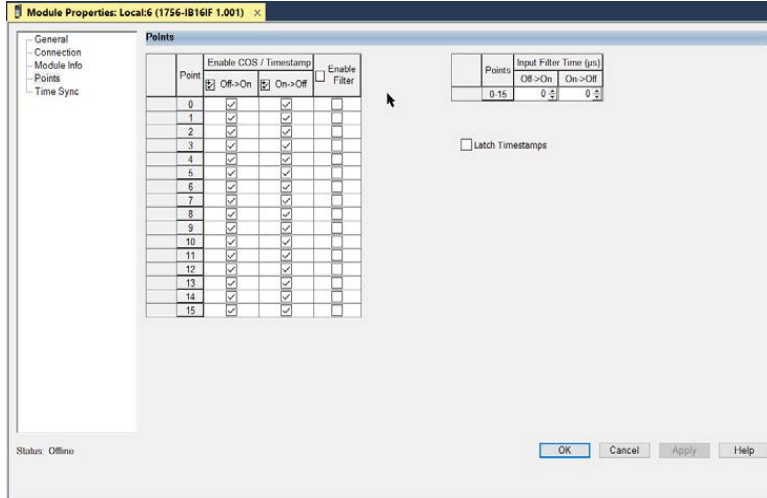 Module Properties: Local:6 (1756-IB16IF 1.001) ×
General
Connection
Module Info
Points
Time Sync
Points
Point
Enable COS / Timestamp
Off->On
On->Off
Enable Filter
0
1
2
3
4
5
6
7
8
9
10
11
12
13
14
15
Points
Input Filter Time (µs)
Off->On
On->Off
0-15
0
0
Latch Timestamps
Status: Offline
OK
Cancel
Apply
Help